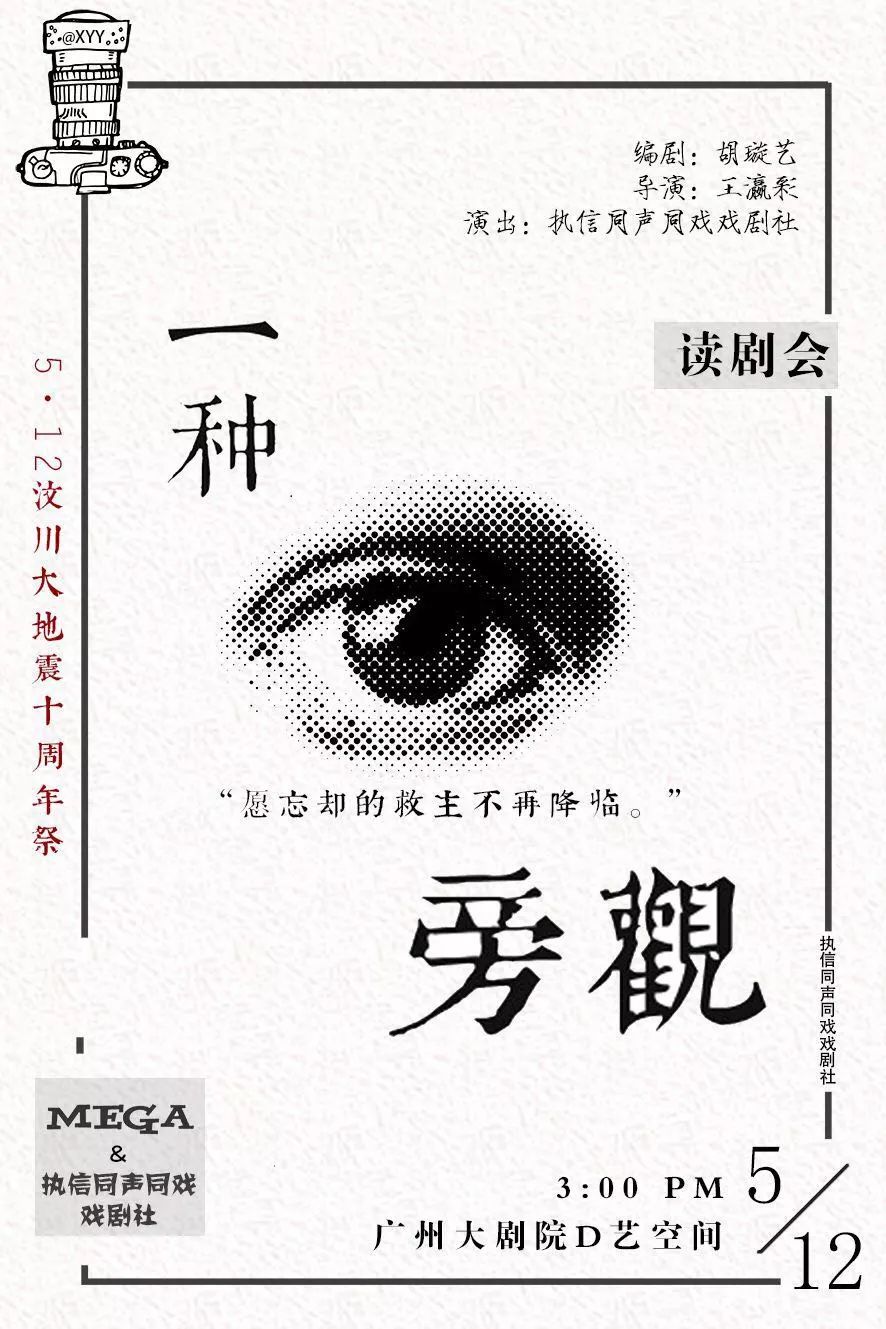 @XYY
编剧：胡璇艺
导演：王瀛彩
演出：执信同声同戏戏剧社
一种
读剧会
5·12汶川大地震十周年祭
“愿忘却的救主不再降临。”
旁觀
执信同声同戏戏剧社
MEGA
&
执信同声同戏
戏剧社
3:00 PM
5/12
广州大剧院D艺空间